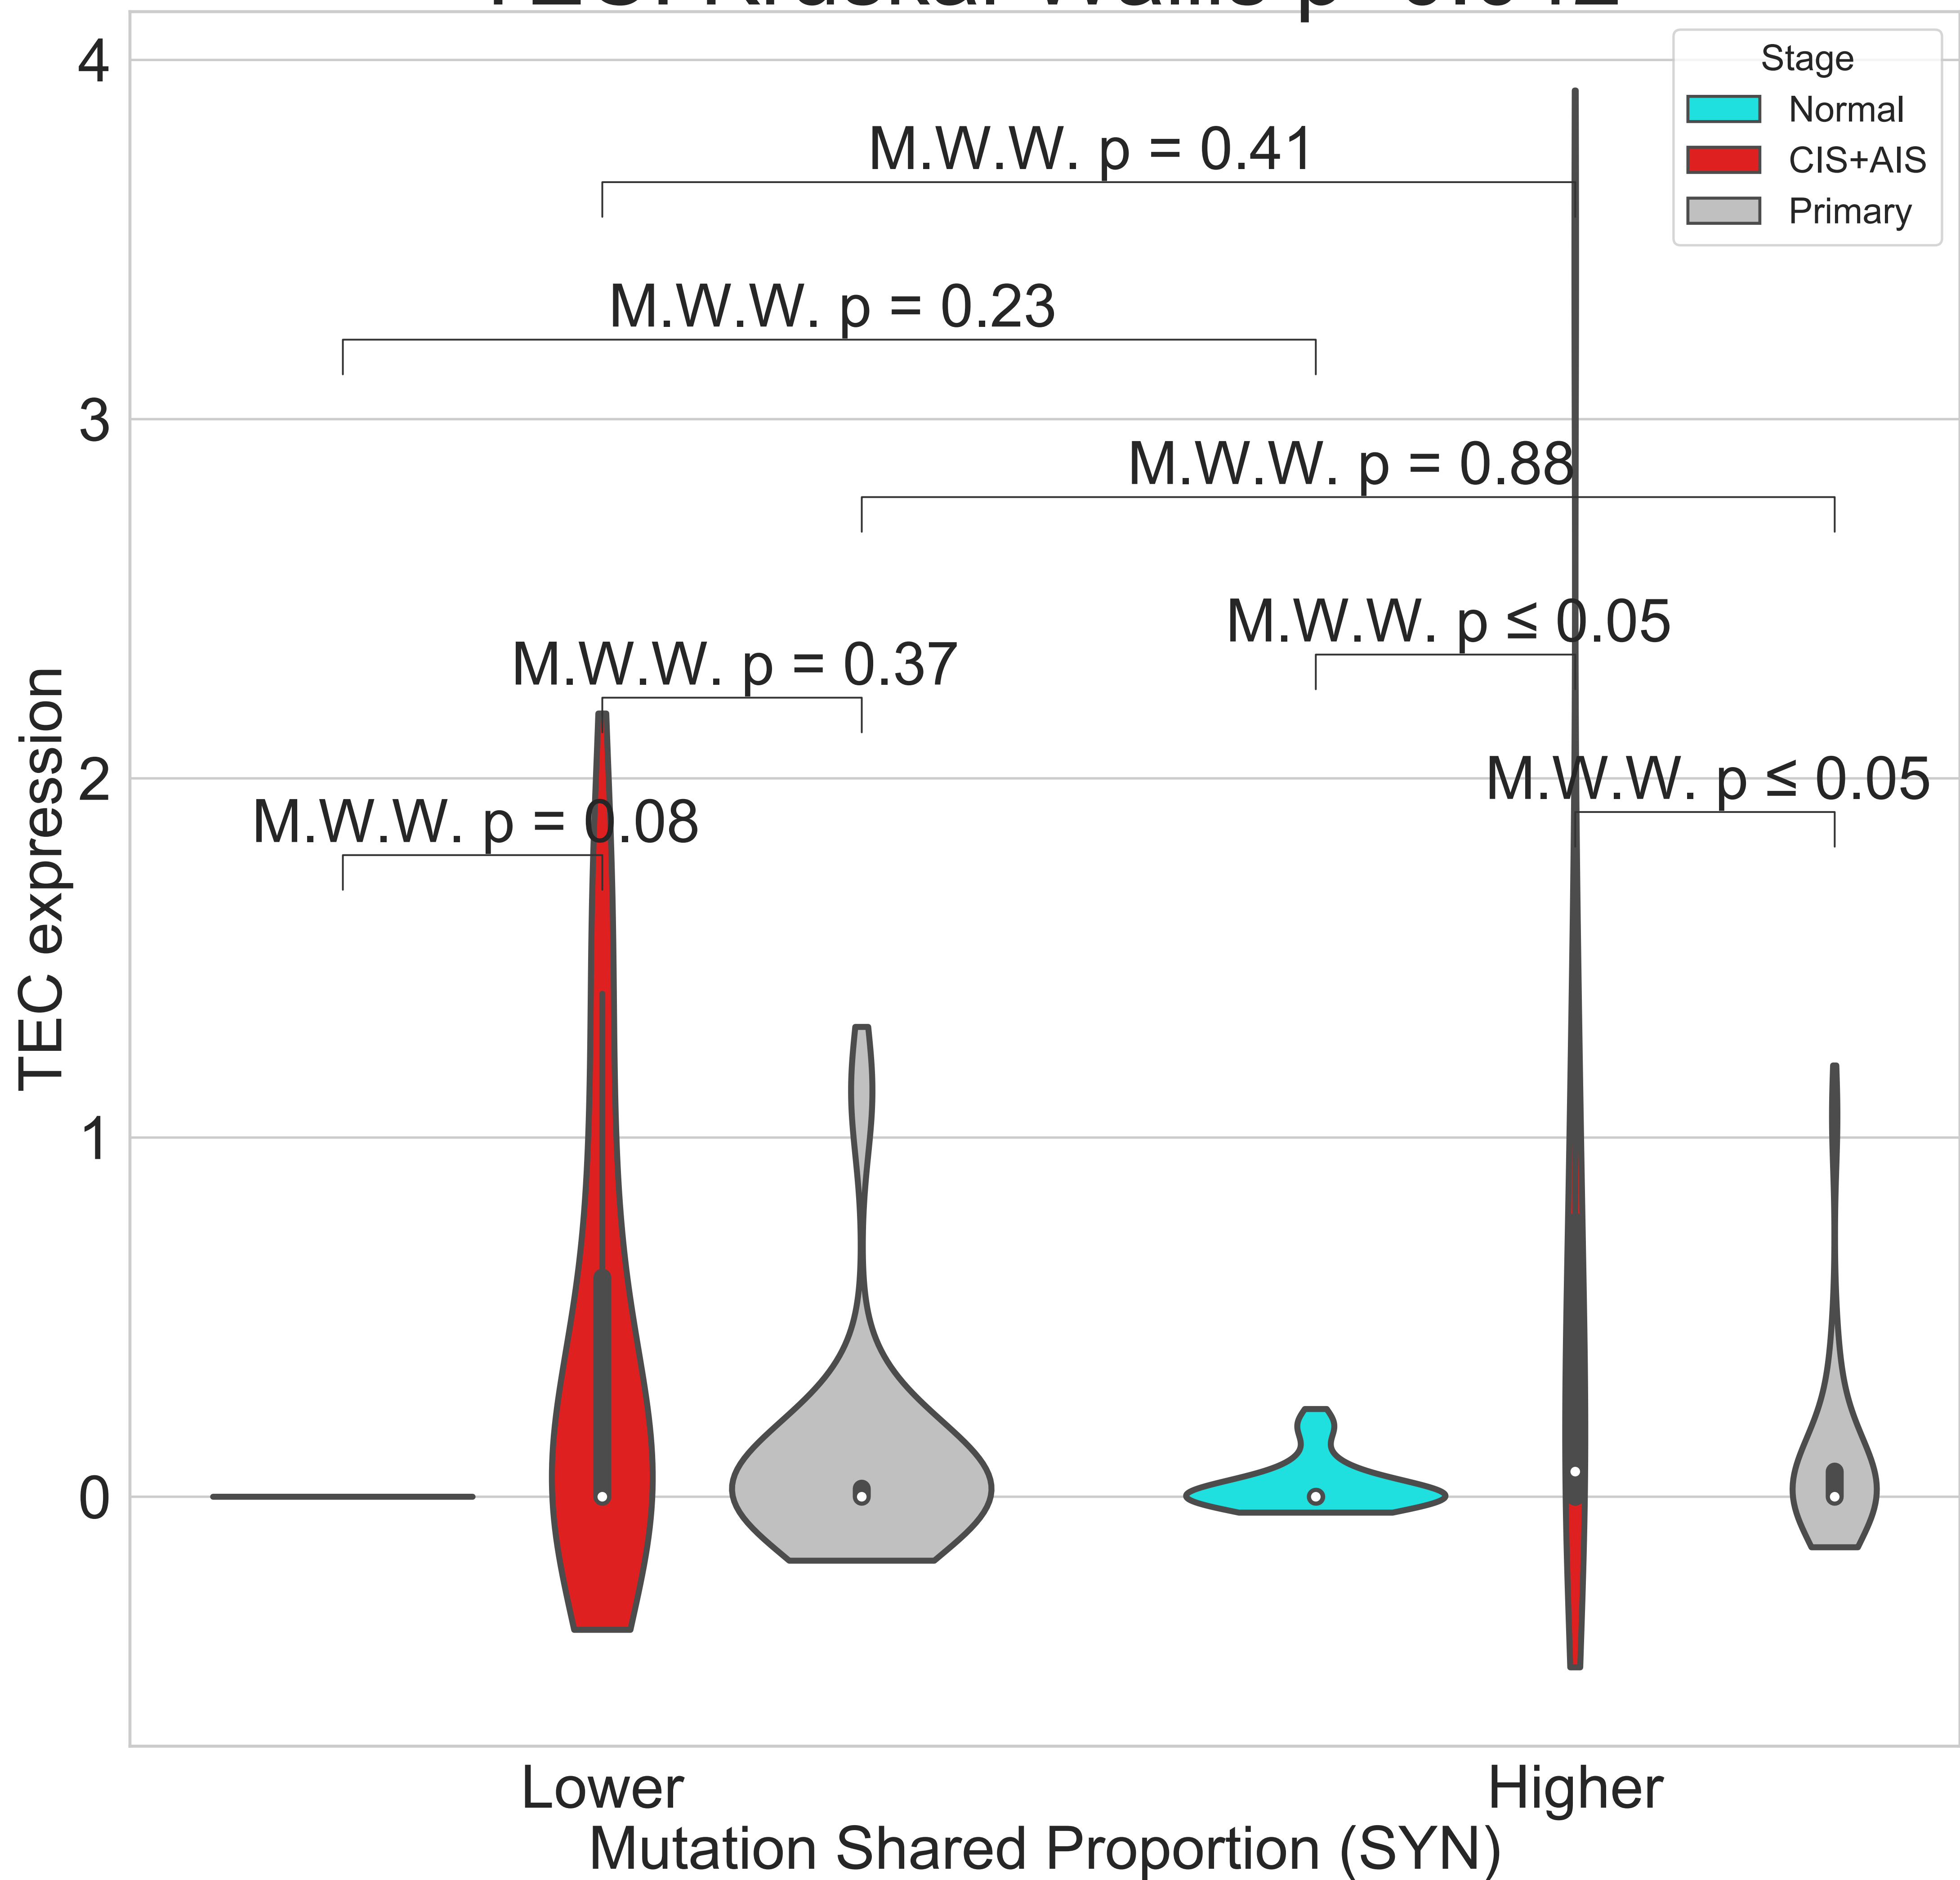 4
3
2
1
0
TEC expression
Stage
Normal
CIS+AIS
Primary
M.W.W. p = 0.41
M.W.W. p = 0.23
M.W.W. p = 0.88
M.W.W. p ≤ 0.05
M.W.W. p = 0.37
M.W.W. p ≤ 0.05
M.W.W. p = 0.08
Lower
Higher
Mutation Shared Proportion (SYN)